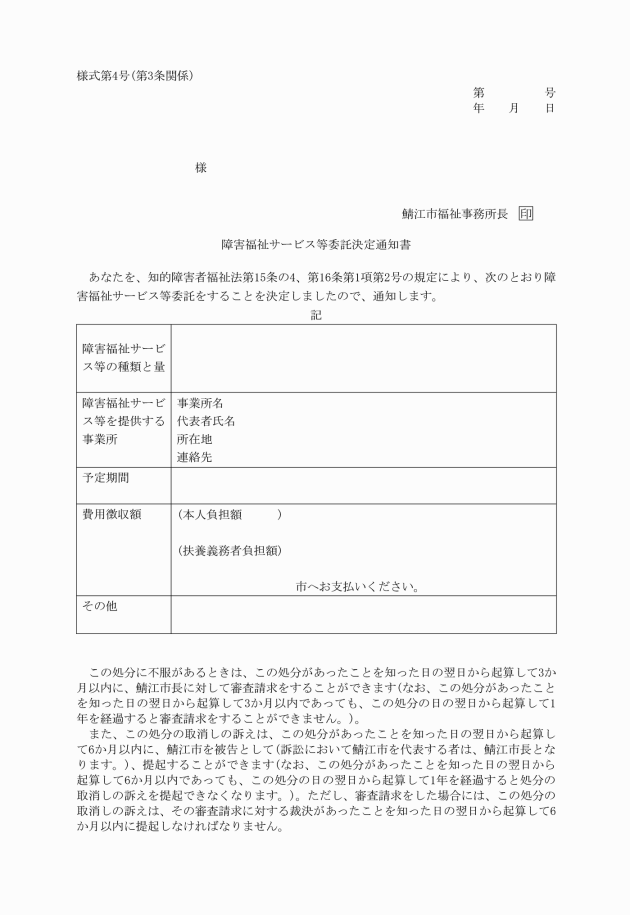 様式第4号(第3条関係)
第　　　　　号
年　　月　　日
様
鯖江市福祉事務所長　印
障害福祉サービス等委託決定通知書
　あなたを、知的障害者福祉法第15条の4、第16条第1項第2号の規定により、次のとおり障
害福祉サービス等委託をすることを決定しましたので、通知します。
記
障害福祉サービ
ス等の種類と量
障害福祉サービ
ス等を提供する
事業所
事業所名
代表者氏名
所在地
連絡先
予定期間
費用徴収額
(本人負担額　　　)
(扶養義務者負担額)
市へお支払いください。
その他
　この処分に不服があるときは、この処分があったことを知った日の翌日から起算して3か
月以内に、鯖江市長に対して審査請求をすることができます(なお、この処分があったこと
を知った日の翌日から起算して3か月以内であっても、この処分の日の翌日から起算して1
年を経過すると審査請求をすることができません。)。
　また、この処分の取消しの訴えは、この処分があったことを知った日の翌日から起算し
て6か月以内に、鯖江市を被告として(訴訟において鯖江市を代表する者は、鯖江市長とな
ります。)、提起することができます(なお、この処分があったことを知った日の翌日から
起算して6か月以内であっても、この処分の日の翌日から起算して1年を経過すると処分の
取消しの訴えを提起できなくなります。)。ただし、審査請求をした場合には、この処分の
取消しの訴えは、その審査請求に対する裁決があったことを知った日の翌日から起算して6
か月以内に提起しなければなりません。